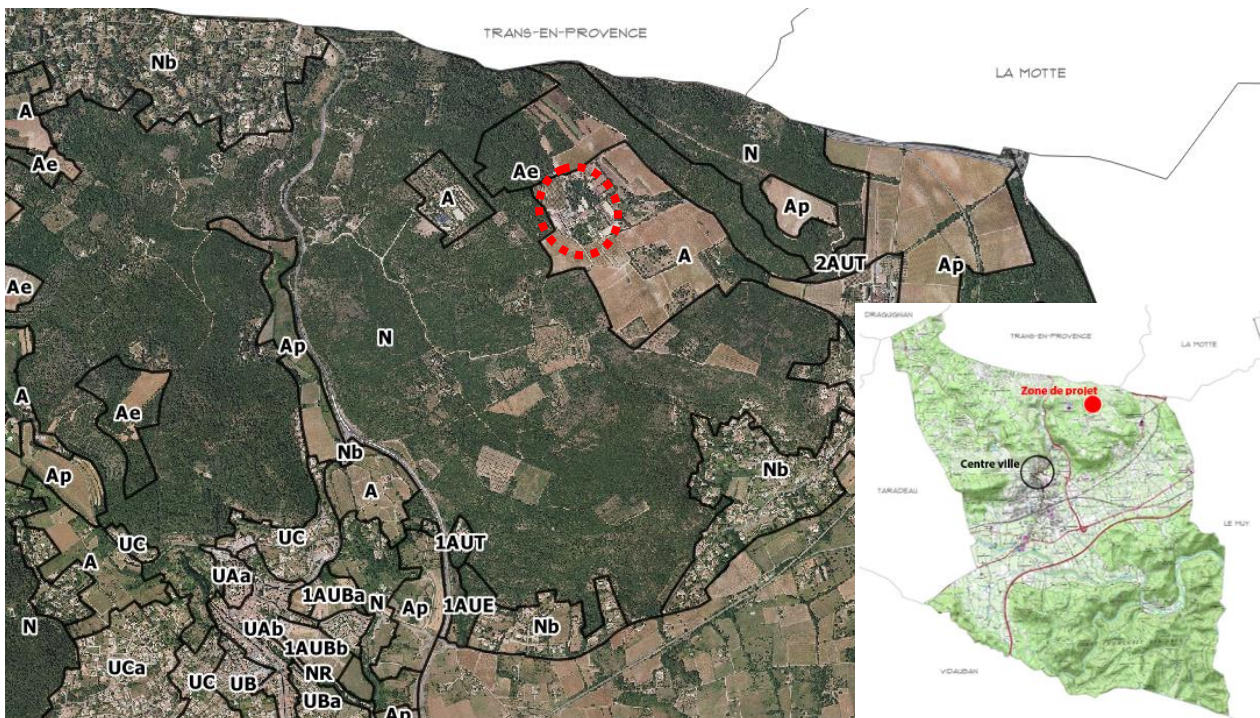 TRANS-EN-PROVENCE
LA MOTTE
Nb
A
Ae
Ae
A
N
Ap
A
2AUT
Ap
Ae
Ap
N
A
Ae
Ap
Nb
A
Nb
UC
UC
A
1AUT
UAa
1AUBa
N
Ap
1AUE
N
UAb
1AUBb
Nb
UCa
UC
UB
NR
UBa
Ap
DRAGUIGNAN
TRANS-EN-PROVENCE
LA MOTTE
Zone de projet
Centre ville
TARADEAU
LE MUY
VIDAUBAN